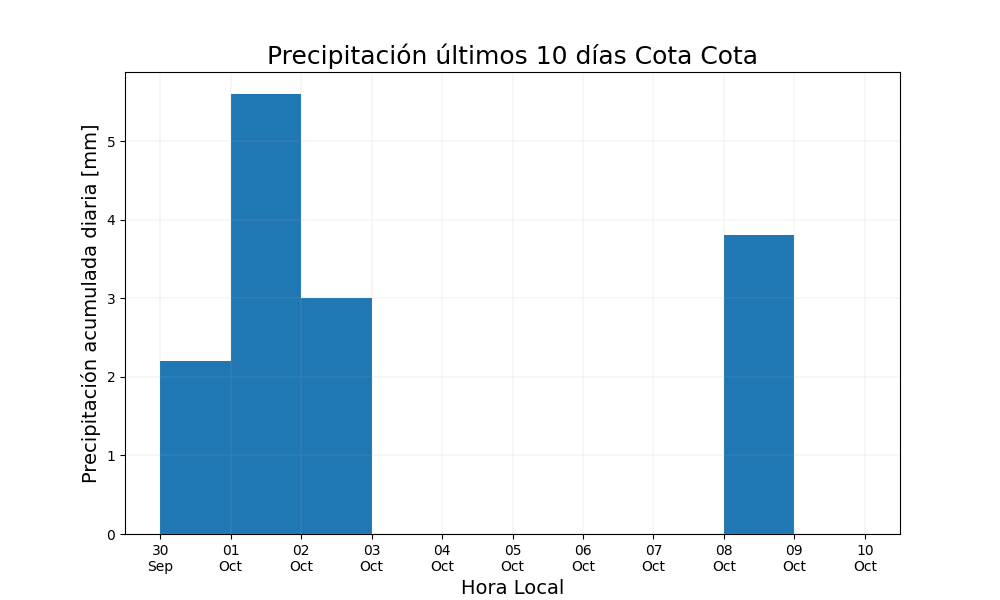 Precipitación últimos 10 días Cota Cota
Precipitación acumulada diaria [mm]
5
4
3
2
1
0
30 01 02 03 04 05 06 07 08 09 10
Sep Oct Oct Oct Oct Oct Oct Oct Oct Oct Oct
Hora Local